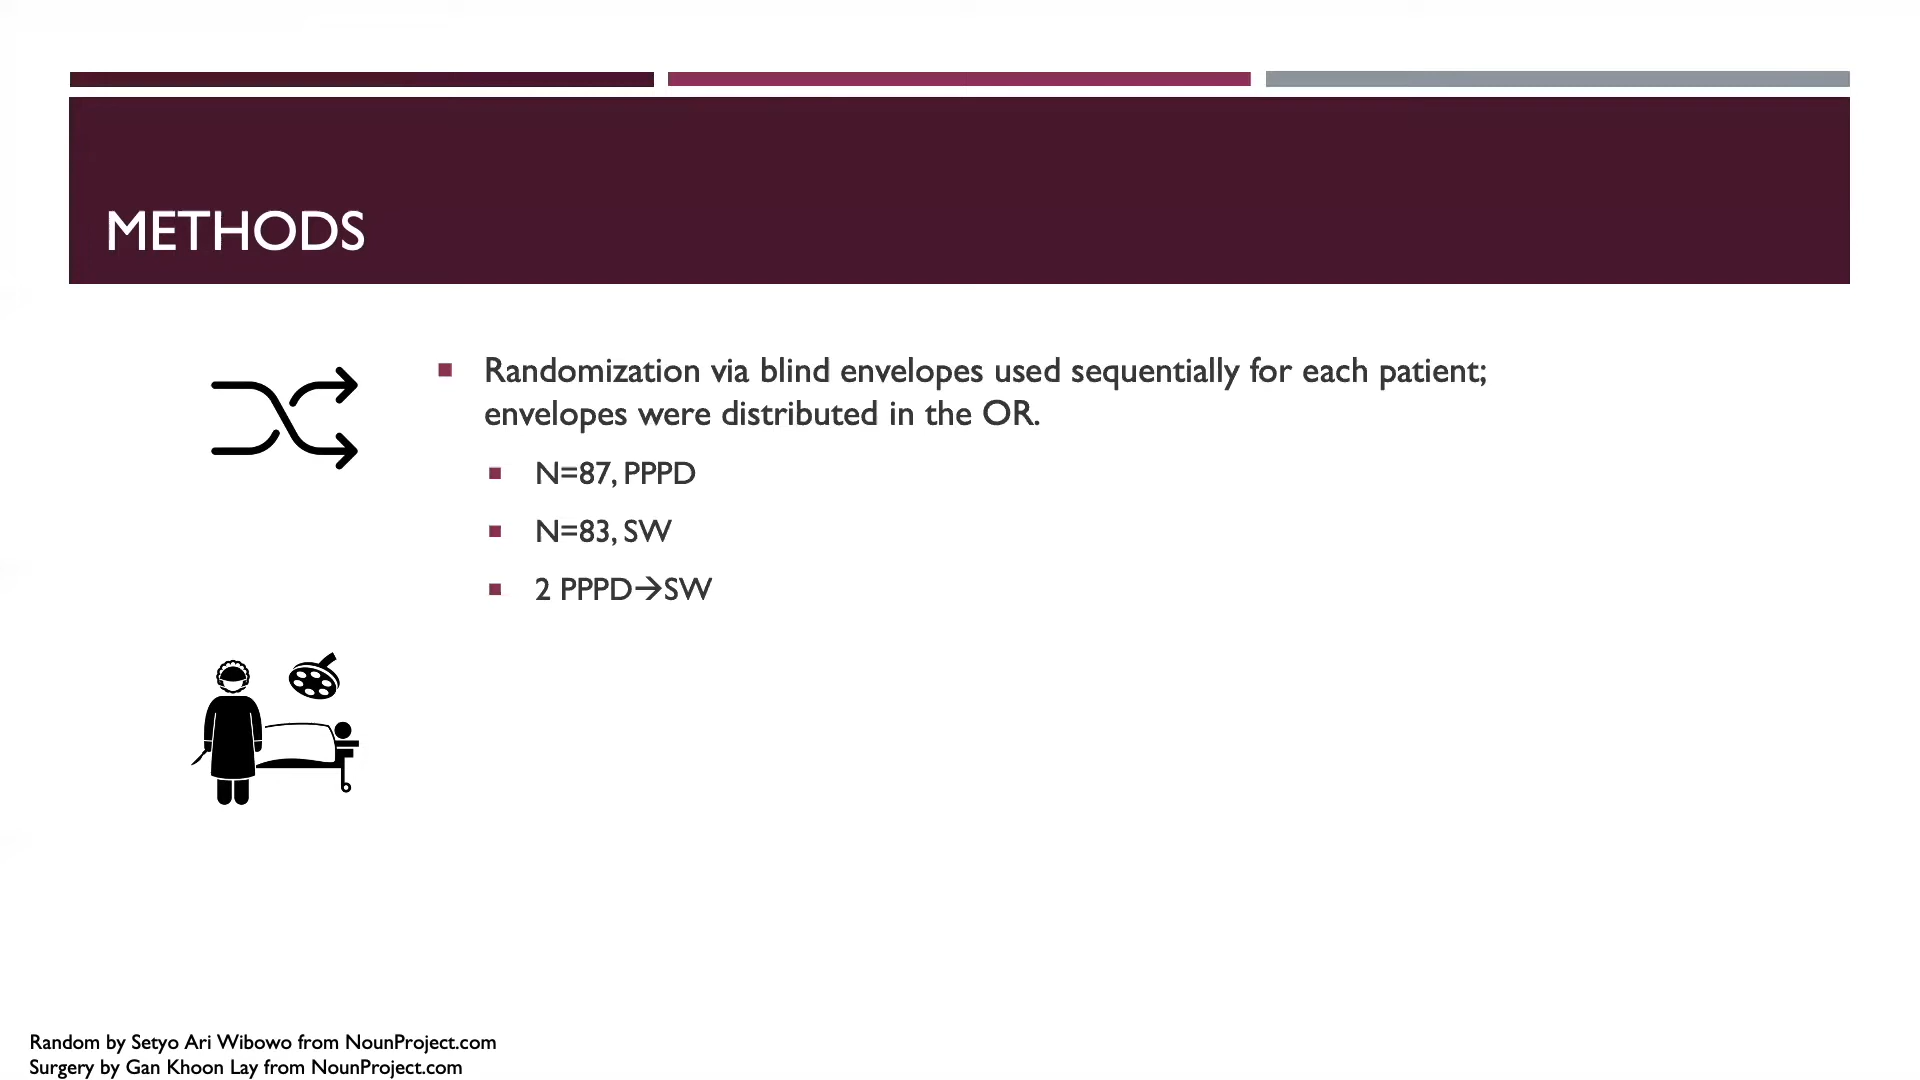 METHODS
Randomization via blind envelopes used sequentially for each patient;
envelopes were distributed in the OR.
N=87, PPPD
N=83, SW
2 PPPD→SW
Random by Setyo Ari Wibowo from NounProject.com
Surgery by Gan Khoon Lay from NounProject.com